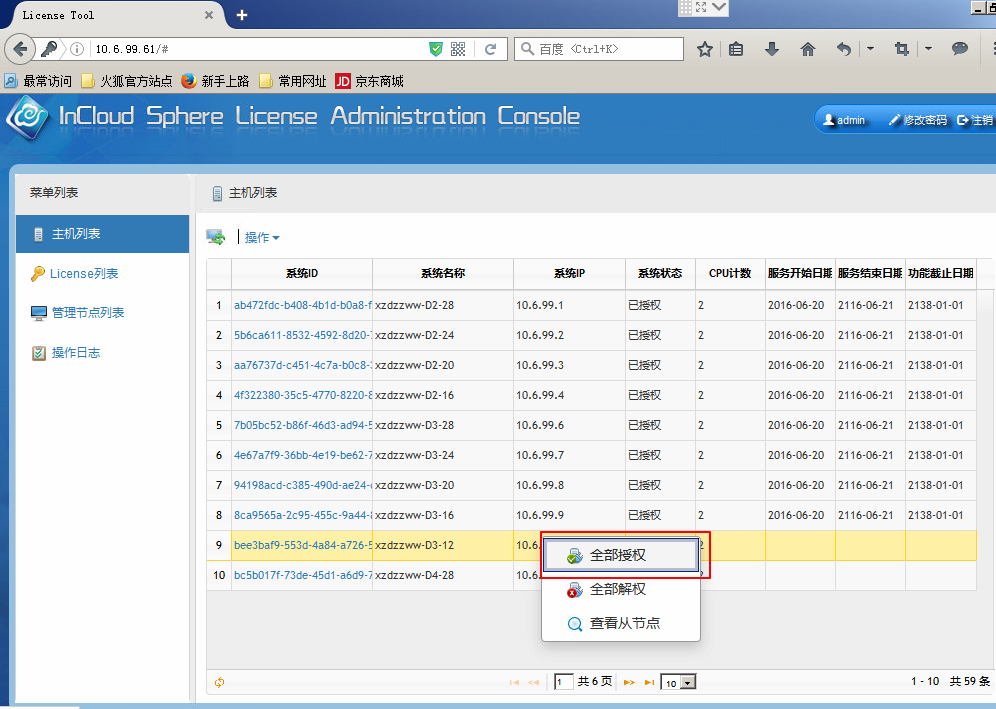 License Tool
10.6.99.61/#
百度 <Ctrl+K>
最常访问 火狐官方站点 新手上路 常用网址 JD 京东商城
InCloud Sphere License Administration Console
admin 修改密码 注销
菜单列表
主机列表
License列表
管理节点列表
操作日志
主机列表
操作
系统ID 系统名称 系统IP 系统状态 CPU计数 服务开始日期 服务结束日期 功能截止日期
1 ab472fdc-b408-4b1d-b0a8-f xzdzzww-D2-28 10.6.99.1 已授权 2 2016-06-20 2116-06-21 2138-01-01
2 5b6ca611-8532-4592-8d20- xzdzzww-D2-24 10.6.99.2 已授权 2 2016-06-20 2116-06-21 2138-01-01
3 aa76737d-c451-4c7a-b0c8- xzdzzww-D2-20 10.6.99.3 已授权 2 2016-06-20 2116-06-21 2138-01-01
4 4f322380-35c5-4770-8220- xzdzzww-D2-16 10.6.99.4 已授权 2 2016-06-20 2116-06-21 2138-01-01
5 7b05bc52-b86f-46d3-ad94- xzdzzww-D3-28 10.6.99.6 已授权 2 2016-06-20 2116-06-21 2138-01-01
6 4e67a7f9-36bb-4e19-be62- xzdzzww-D3-24 10.6.99.7 已授权 2 2016-06-20 2116-06-21 2138-01-01
7 94198acd-c385-490d-ae24- xzdzzww-D3-20 10.6.99.8 已授权 2 2016-06-20 2116-06-21 2138-01-01
8 8ca9565a-2c95-455c-9a44- xzdzzww-D3-16 10.6.99.9 已授权 2 2016-06-20 2116-06-21 2138-01-01
9 bee3baf9-553d-4a84-a726- xzdzzww-D3-12 10.6. 2
10 bc5b017f-73de-45d1-a6d9- xzdzzww-D4-28 10.6.
全部授权
全部解权
查看从节点
1 共 6 页 10 1 - 10 共 59 条